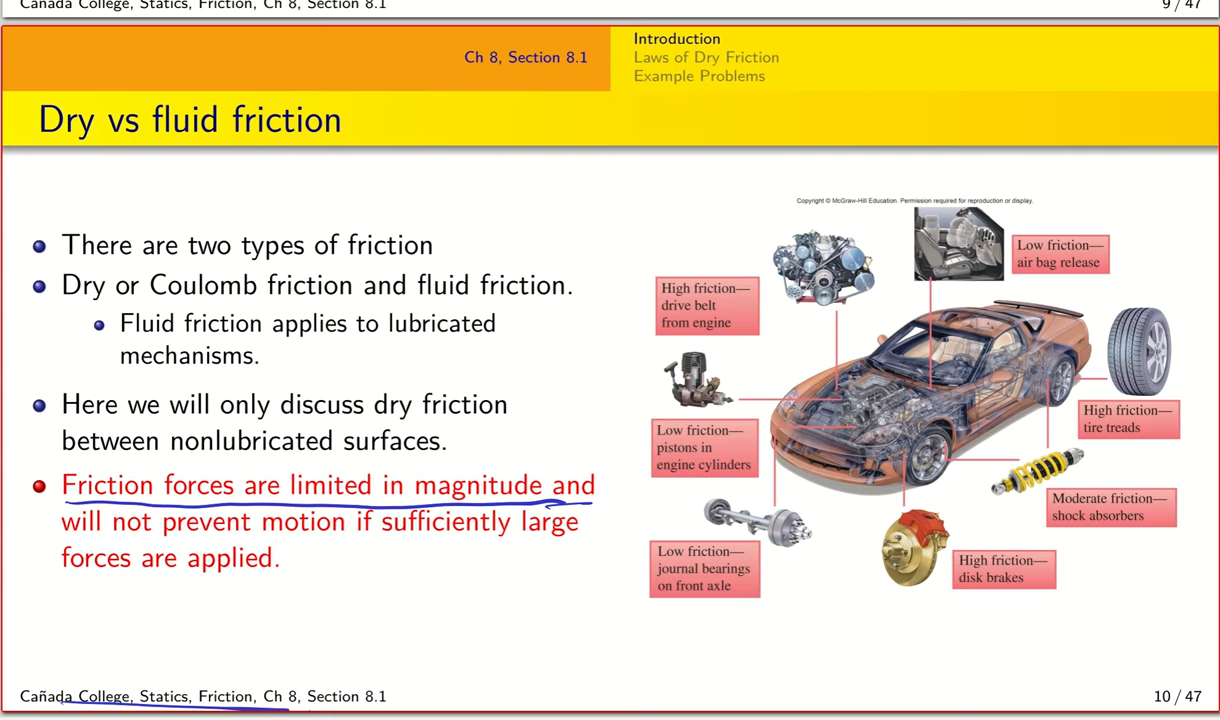 Cañada College, Statics, Friction, Ch 8, Section 8.1
9 / 47
Ch 8, Section 8.1
Introduction
Laws of Dry Friction
Example Problems
Dry vs fluid friction
There are two types of friction
Dry or Coulomb friction and fluid friction.
Fluid friction applies to lubricated
mechanisms.
Here we will only discuss dry friction
between nonlubricated surfaces.
Friction forces are limited in magnitude and
will not prevent motion if sufficiently large
forces are applied.
Copyright © McGraw-Hill Education. Permission required for reproduction or display.
Low friction—
air bag release
High friction—
drive belt
from engine
High friction—
tire treads
Low friction—
pistons in
engine cylinders
Moderate friction—
shock absorbers
Low friction—
journal bearings
on front axle
High friction—
disk brakes
Cañada College, Statics, Friction, Ch 8, Section 8.1
10 / 47